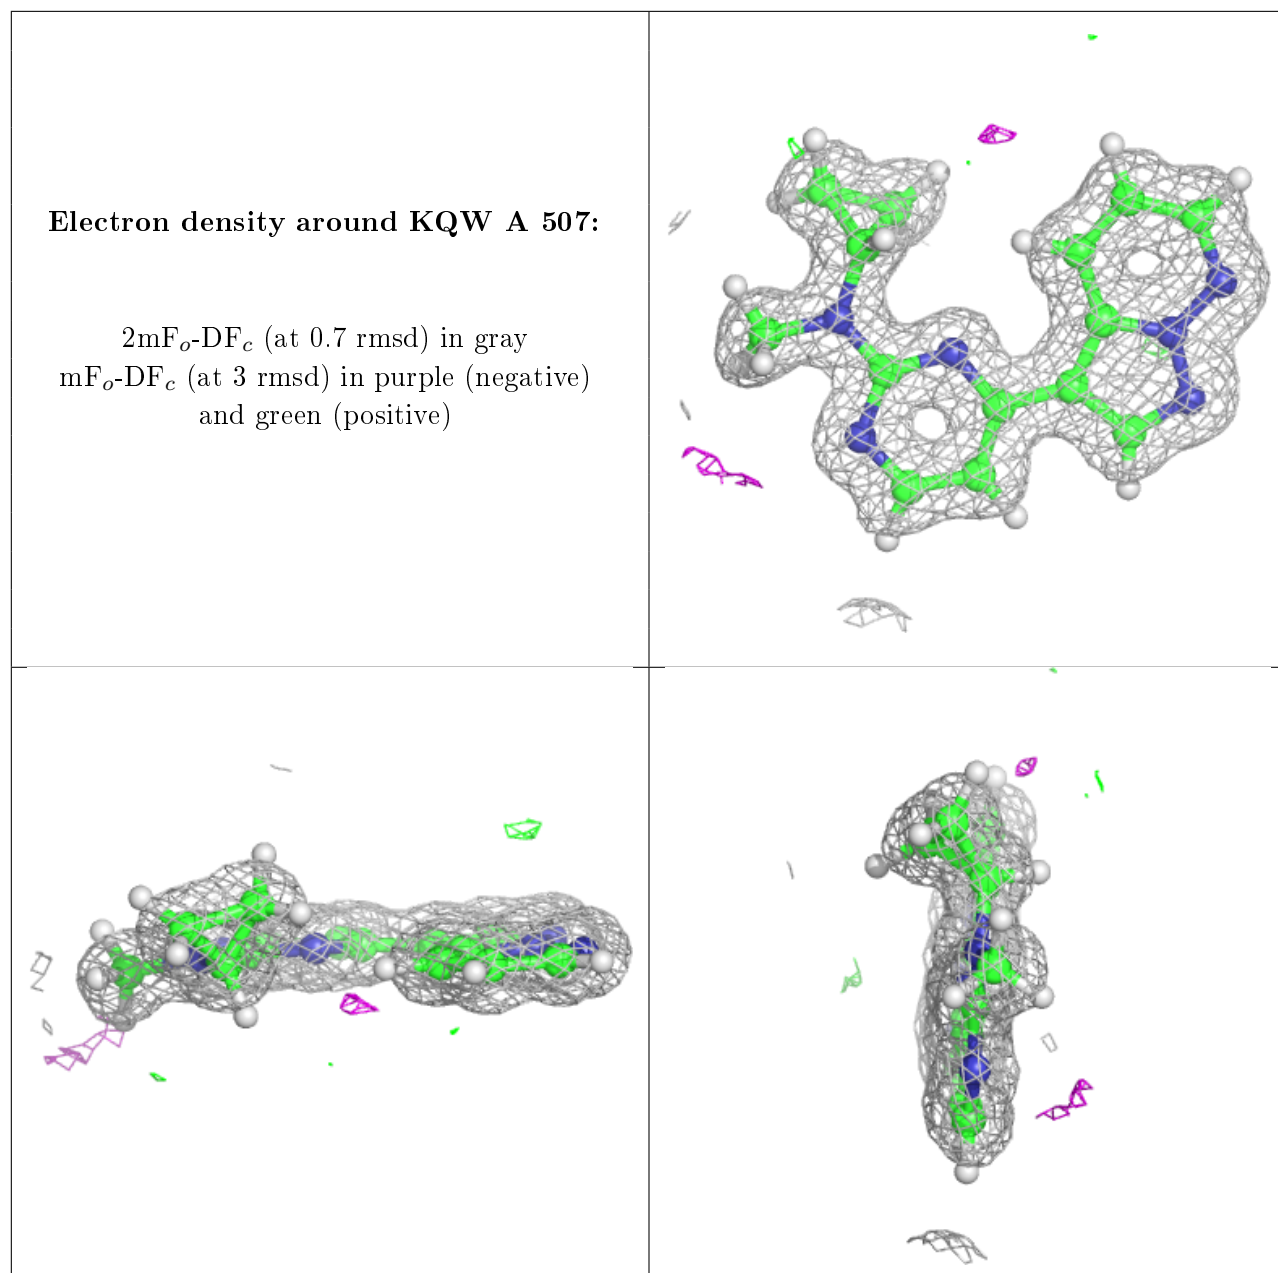 Electron density around KQW A 507:
2mFₒ-DF𝒸 (at 0.7 rmsd) in gray
mFₒ-DF𝒸 (at 3 rmsd) in purple (negative)
and green (positive)